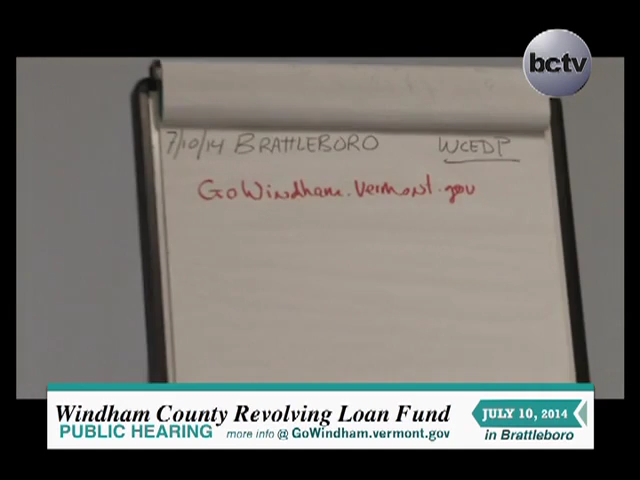 bctv
7/10/14 BRATTLEBORO WCEDP
GoWindham.vermont.gov
Windham County Revolving Loan Fund
PUBLIC HEARING more info @ GoWindham.vermont.gov
JULY 10, 2014
in Brattleboro